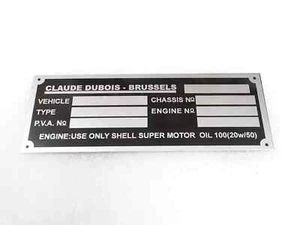 CLAUDE DUBOIS - BRUSSELS
VEHICLE CHASSIS No
TYPE ENGINE No
P.V.A. No
ENGINE:USE ONLY SHELL SUPER MOTOR OIL 100(20w/50)